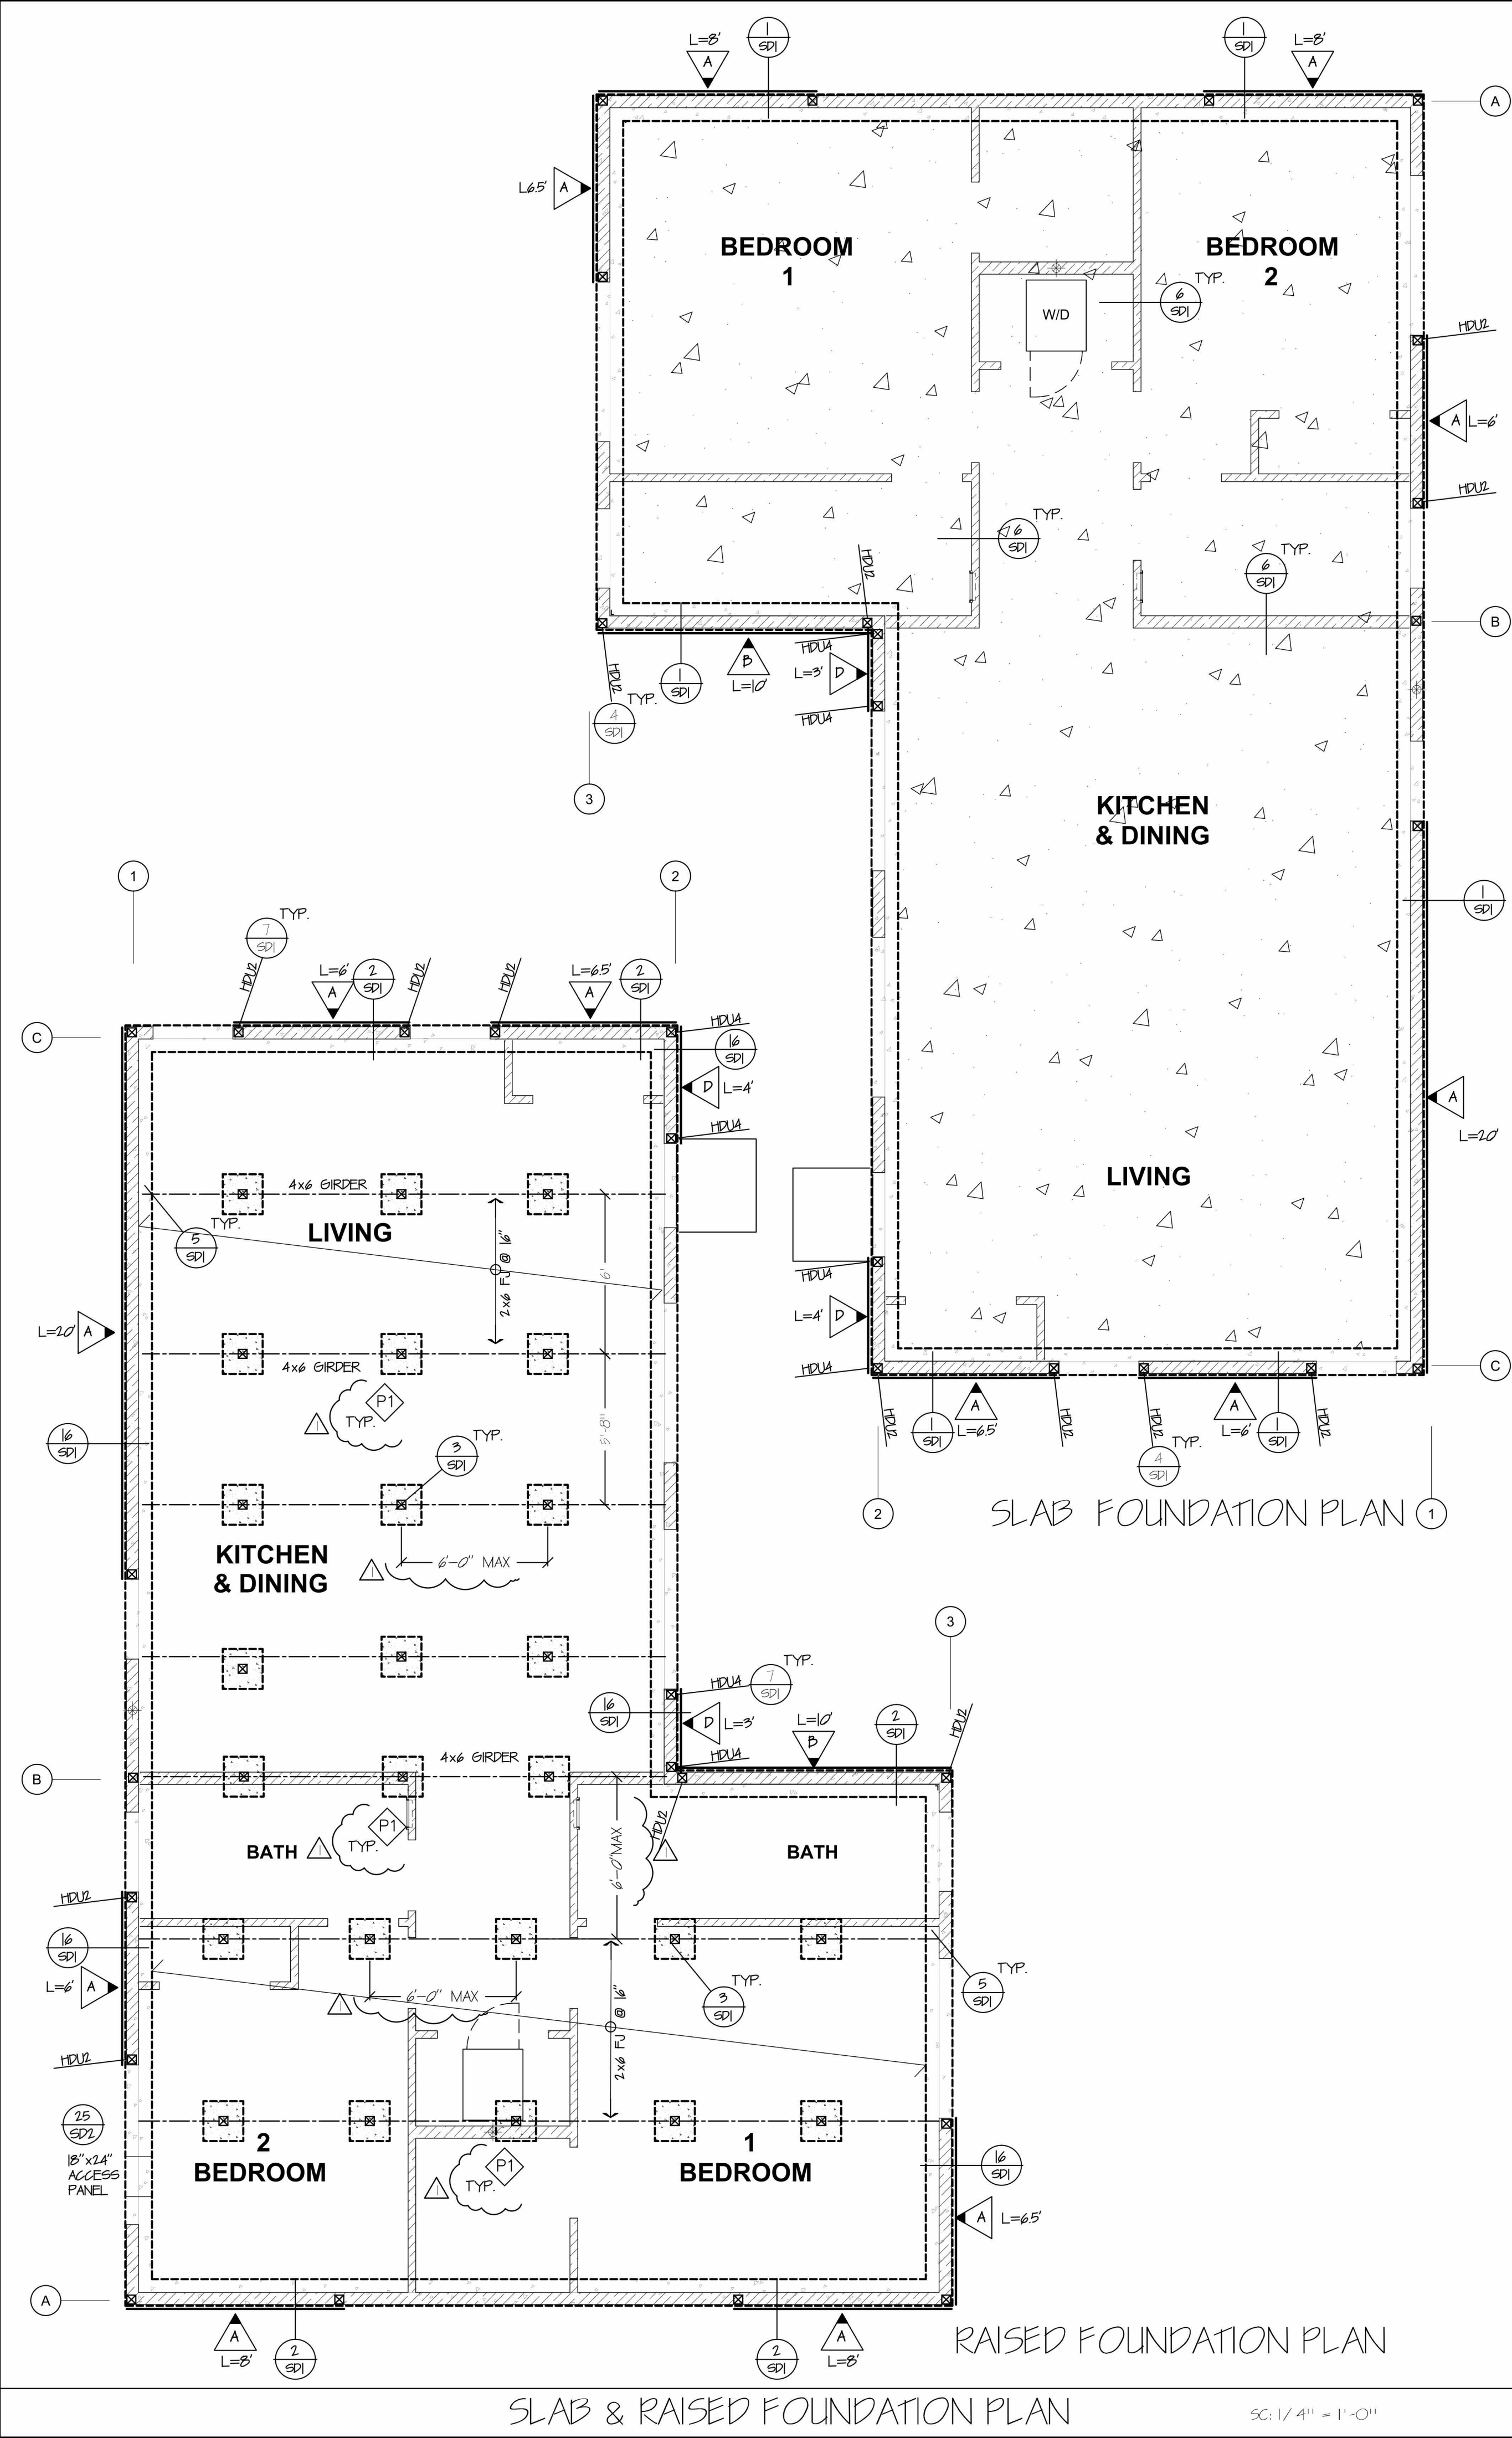 L=8'
A
1
SD1
1
SD1
L=8'
A
A
L6.5'
A
BEDROOM
1
BEDROOM
2
6
SD1
TYP.
W/D
HDU2
A
L=6'
HDU2
6
SD1
TYP.
6
SD1
TYP.
HDU2
B
HDU4
L=3'
D
HDU4
B
L=10'
1
SD1
HDU2
4
SD1
TYP.
3
KITCHEN
& DINING
1
SD1
A
L=20'
LIVING
HDU4
L=4'
D
HDU4
C
HDU2
1
SD1
A
L=6.5'
HDU2
HDU2
4
SD1
TYP.
A
L=6'
1
SD1
HDU2
2
SLAB FOUNDATION PLAN
1
1
2
7
SD1
TYP.
HDU2
L=6'
A
2
SD1
HDU2
HDU2
L=6.5'
A
2
SD1
C
HDU4
16
SD1
D
L=4'
HDU4
4x6 GIRDER
LIVING
5
SD1
TYP.
2x6 FJ @ 16"
6'
L=20'
A
4x6 GIRDER
1
TYP.
P1
5'-8"
16
SD1
3
SD1
TYP.
KITCHEN
& DINING
1
6'-0" MAX
3
HDU4
7
SD1
TYP.
16
SD1
D
L=3'
HDU4
L=10'
B
2
SD1
HDU2
B
4x6 GIRDER
BATH
1
TYP.
P1
6'-0"MAX
HDU2
1
BATH
HDU2
16
SD1
L=6'
A
HDU2
1
6'-0" MAX
2x6 FJ @ 16"
3
SD1
TYP.
5
SD1
TYP.
25
SD2
18"x24"
ACCESS
PANEL
2
BEDROOM
1
TYP.
P1
1
BEDROOM
16
SD1
A
L=6.5'
A
A
L=8'
2
SD1
2
SD1
A
L=8'
RAISED FOUNDATION PLAN
SLAB & RAISED FOUNDATION PLAN
SC: 1/4" = 1'-0"